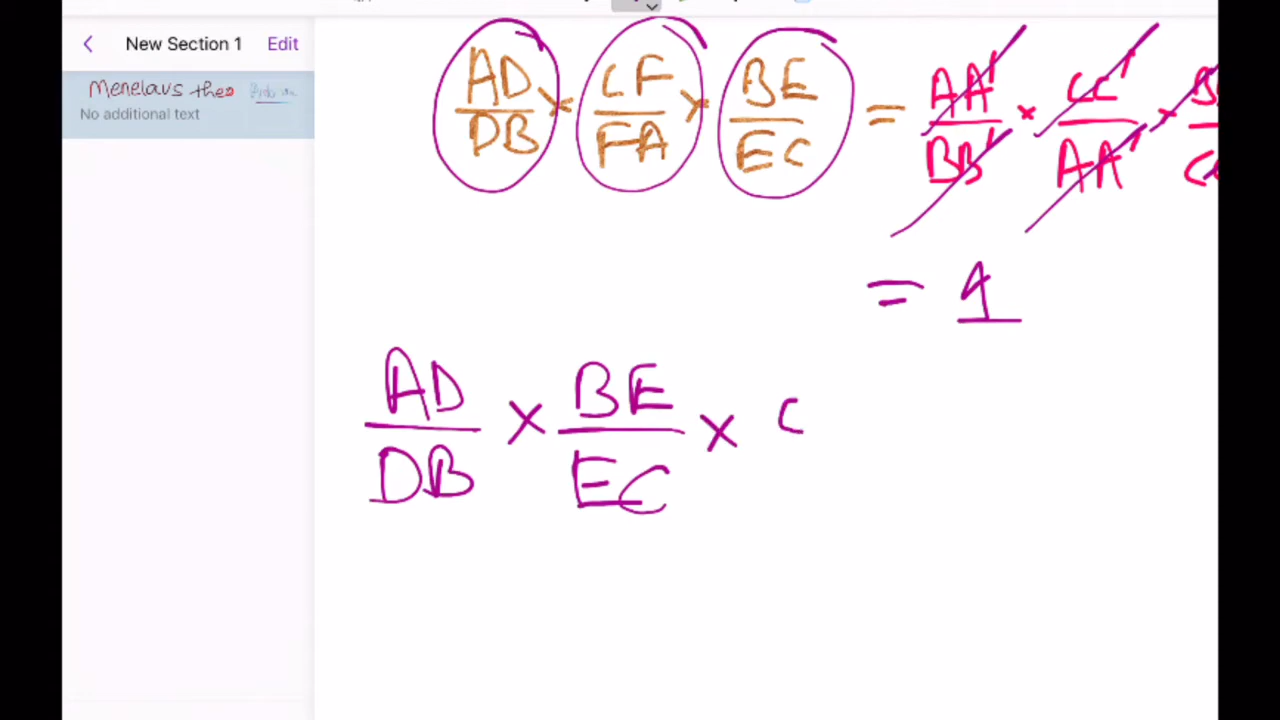 New Section 1 Edit
Menelaus theo
No additional text
AD/DB × CF/FA × BE/EC = AA'/BB' × CC'/AA' ×
= 1
AD/DB × BE/EC × C